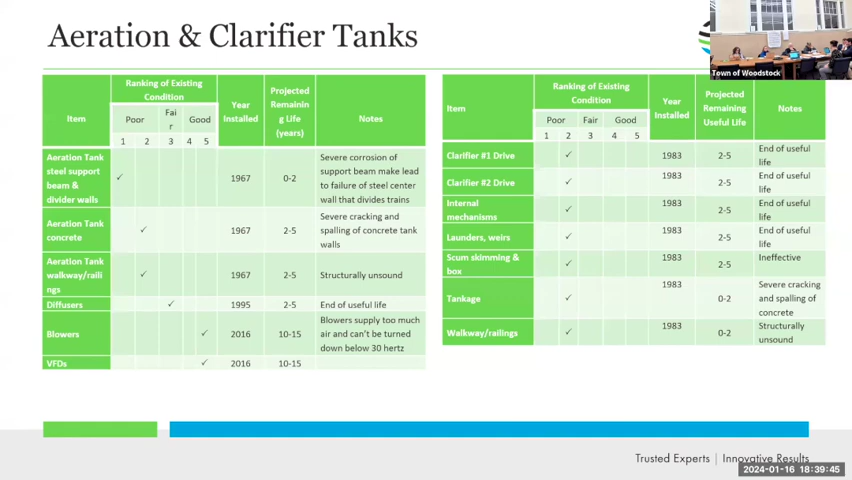 Aeration & Clarifier Tanks
Town of Woodstock
Item
Ranking of Existing
Condition
Poor
Fai
r
Good
1 2 3 4 5
Year
Installed
Projected
Remainin
g Life
(years)
Notes
Aeration Tank
steel support
beam &
divider walls
✓
1967
0-2
Severe corrosion of
support beam make lead
to failure of steel center
wall that divides trains
Aeration Tank
concrete
✓
1967
2-5
Severe cracking and
spalling of concrete tank
walls
Aeration Tank
walkway/raili
ngs
✓
1967
2-5
Structurally unsound
Diffusers
✓
1995
2-5
End of useful life
Blowers
✓
2016
10-15
Blowers supply too much
air and can't be turned
down below 30 hertz
VFDs
✓
2016
10-15
Item
Ranking of Existing
Condition
Poor Fair Good
1 2 3 4 5
Year
Installed
Projected
Remaining
Useful Life
Notes
Clarifier #1 Drive
✓
1983
2-5
End of useful
life
Clarifier #2 Drive
✓
1983
2-5
End of useful
life
Internal
mechanisms
✓
1983
2-5
End of useful
life
Launders, weirs
✓
1983
2-5
End of useful
life
Scum skimming &
box
✓
1983
2-5
Ineffective
Tankage
✓
1983
0-2
Severe cracking
and spalling of
concrete
Walkway/railings
✓
1983
0-2
Structurally
unsound
Trusted Experts | Innovative Results
2024-01-16 18:39:45